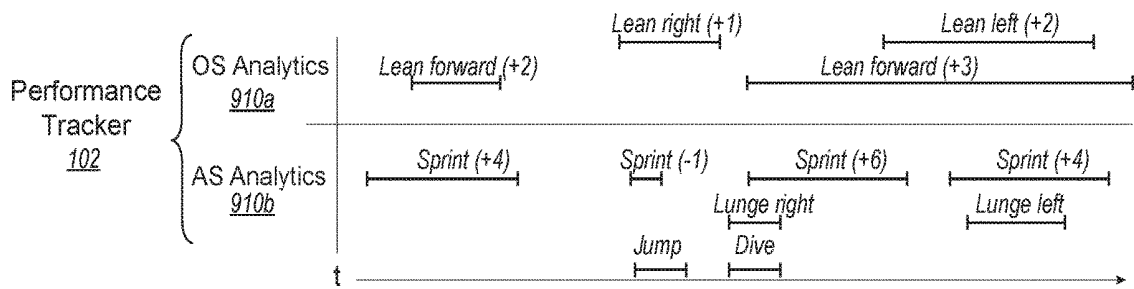 Lean right (+1) Lean left (+2)
OS Analytics Lean forward (+2) Lean forward (+3)
910a
Performance
Tracker
102
AS Analytics Sprint (+4) Sprint (-1) Sprint (+6) Sprint (+4)
910b
Lunge right Lunge left
Jump Dive
t